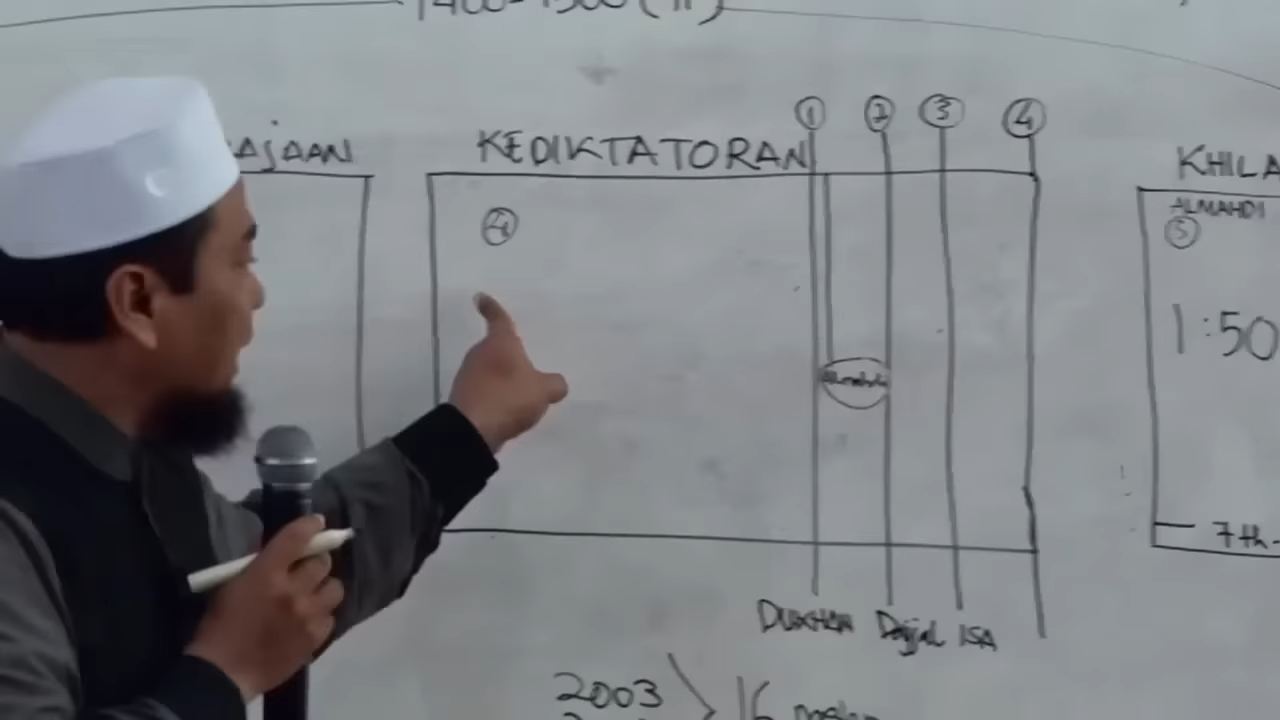 1400-1500 (H)
① ② ③ ④
AJAAN KEDIKTATORAN KHILA
④ ALMAHDI
⑤
1:50
Almahdi
7th-
DUKHAN Dajjal ISA
2003
16